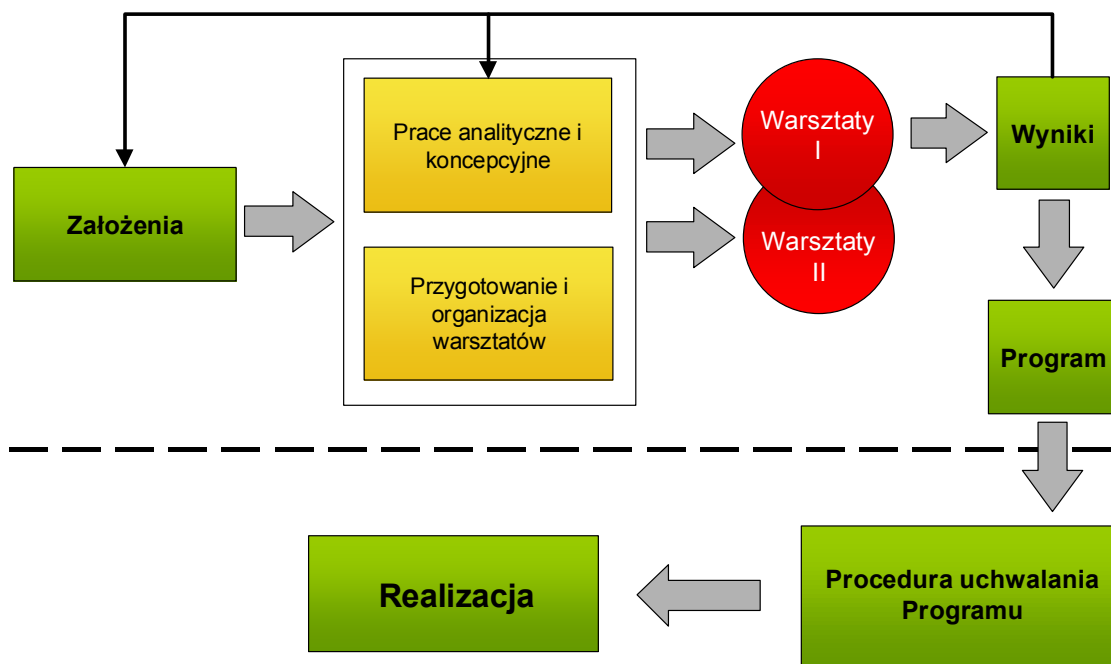 Założenia
Prace analityczne i
koncepcyjne
Przygotowanie i
organizacja
warsztatów
Warsztaty
I
Warsztaty
II
Wyniki
Program
Procedura uchwalania
Programu
Realizacja